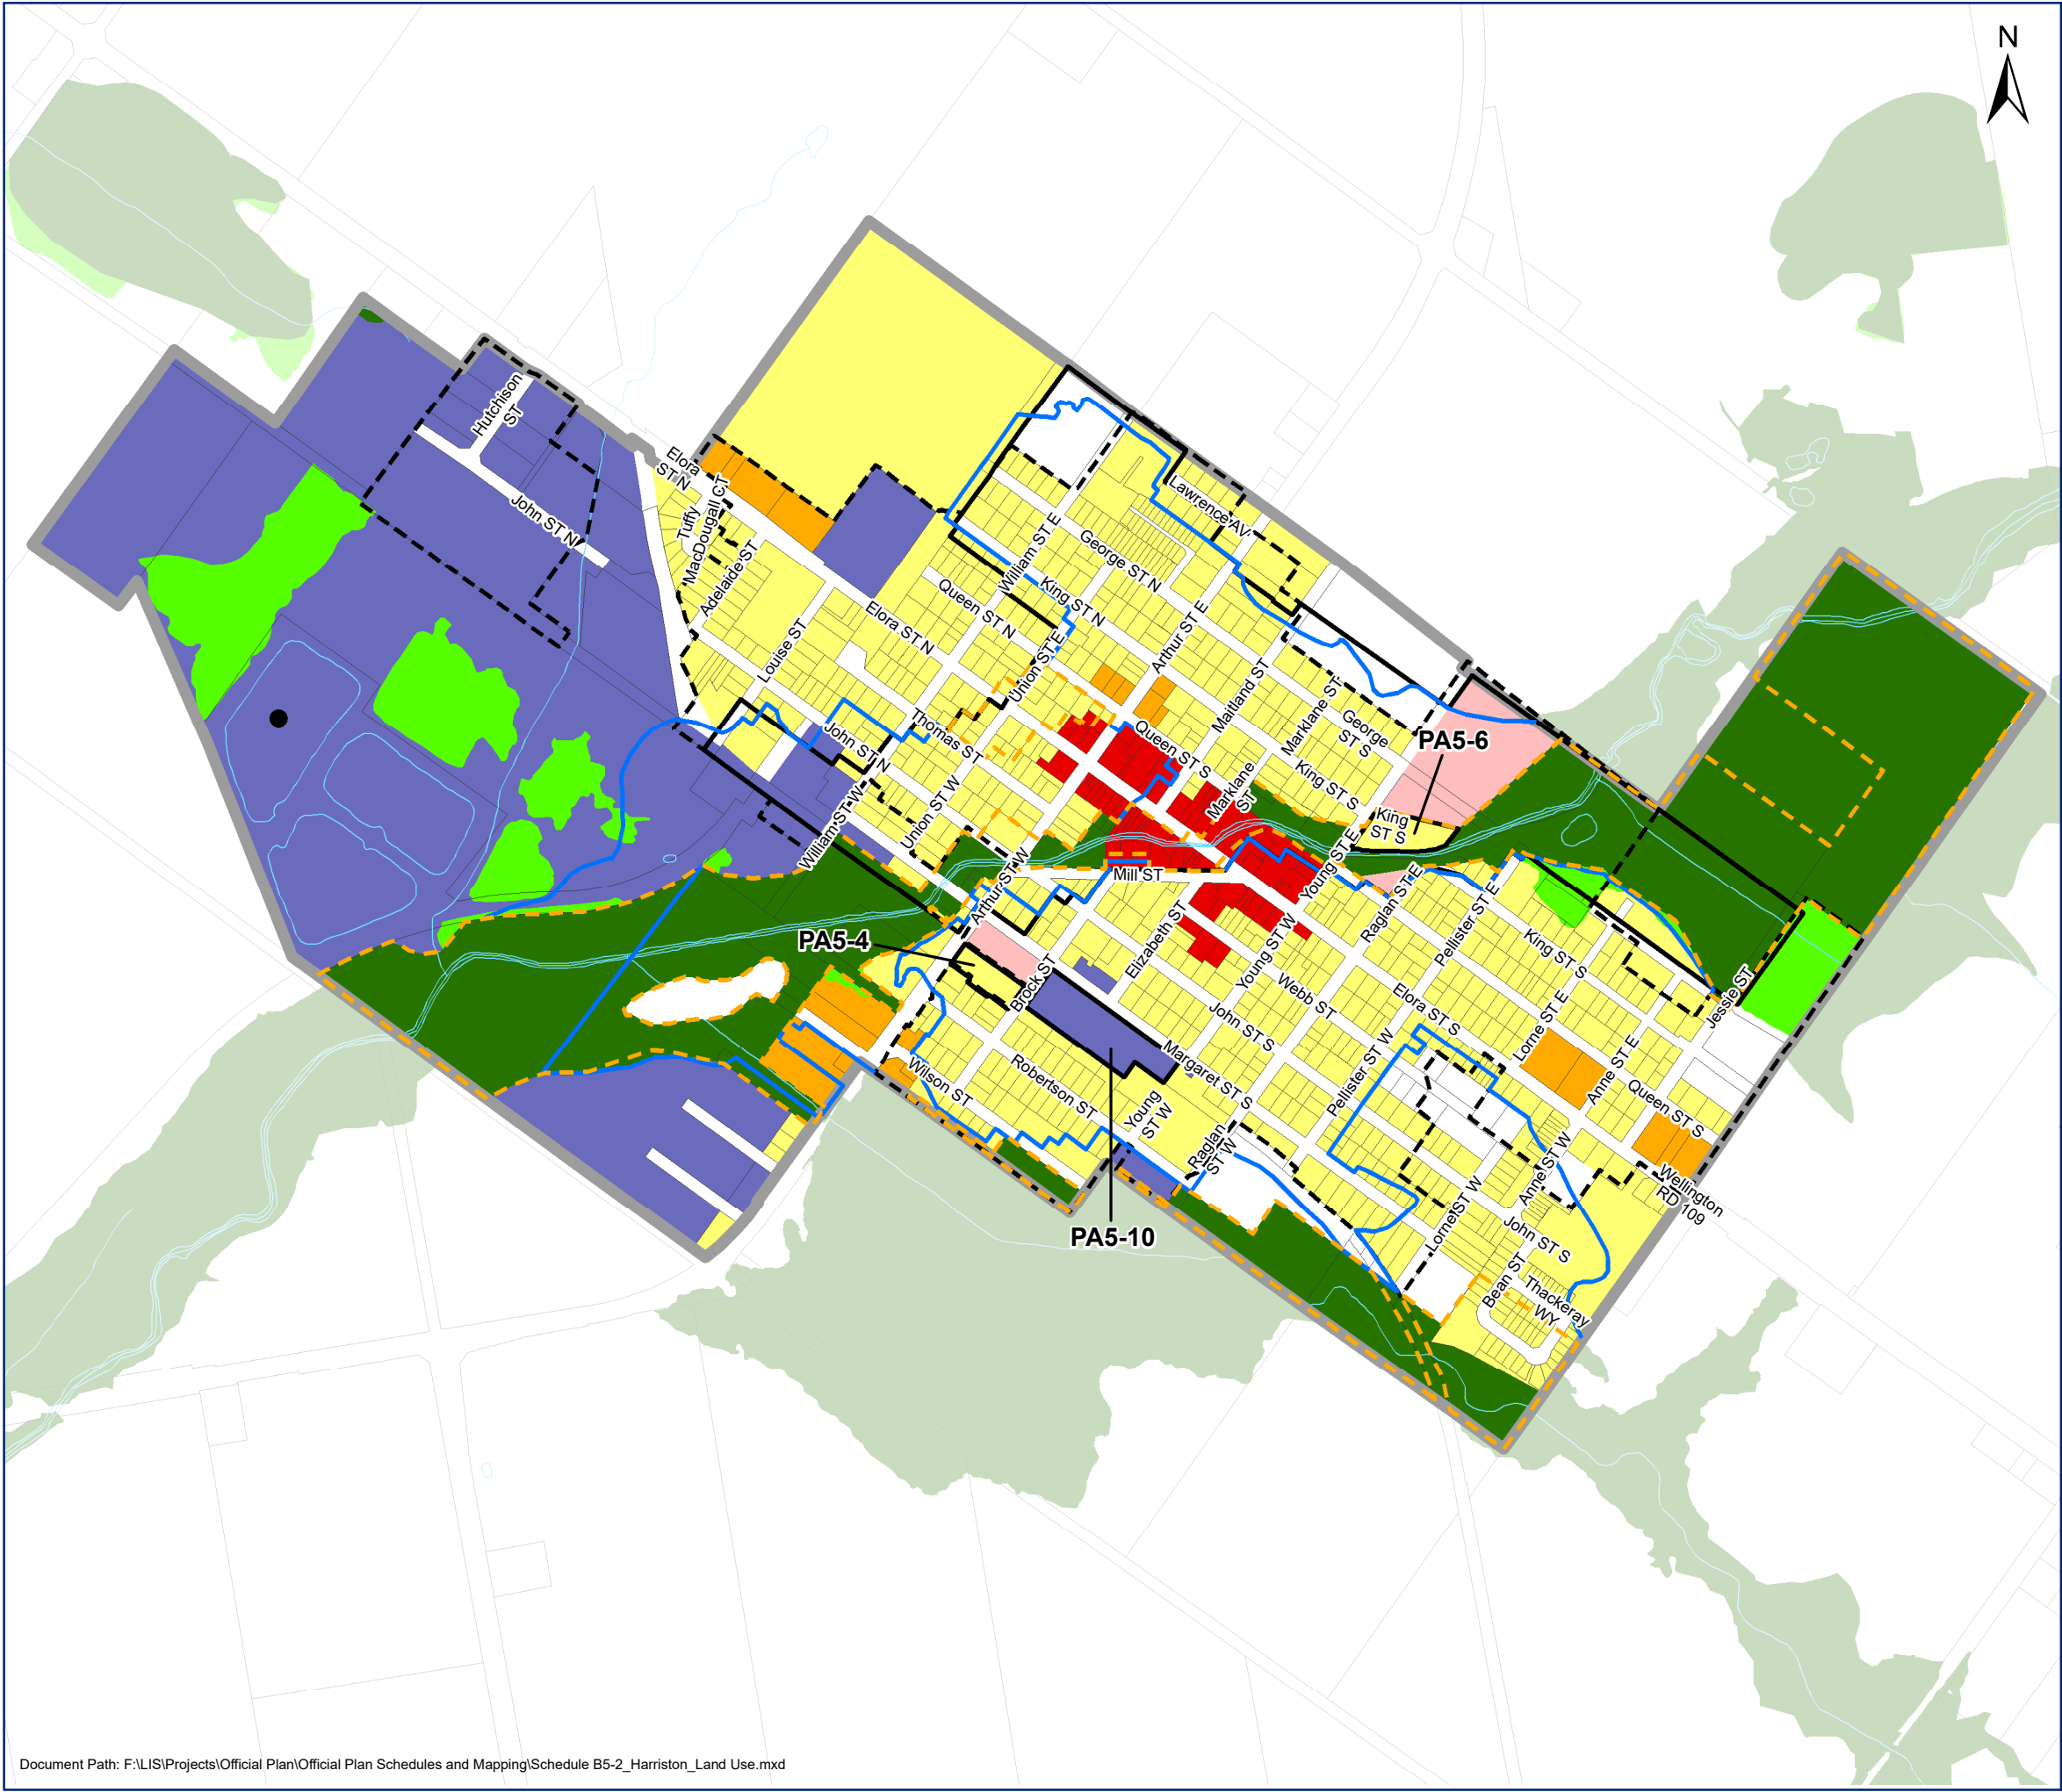 N
Hutchison
ST
John ST N
Elora
ST N
Tuffy
MacDougall CT
Adelaide ST
Louise ST
Elora ST N
Queen ST N
William ST E
King ST N
George ST N
Lawrence AV
Union ST E
Arthur ST E
Maitland ST
Marklane ST
George
ST S
PA5-6
Queen ST S
Marklane
ST
King ST S
King
ST S
Thomas ST
John ST N
Union ST W
William ST W
Arthur ST W
Mill ST
Young ST E
Raglan ST E
Pellister ST E
King ST S
PA5-4
Brock ST
Elizabeth ST
Young ST W
Webb ST
Elora ST S
Lorne ST E
Jessie ST
John ST S
Margaret ST S
Pellister ST W
Anne ST E
Queen ST S
Wilson ST
Robertson ST
Young
ST W
Raglan
ST W
Anne ST W
Wellington
RD 109
Lorne ST W
John ST S
PA5-10
Bean ST
Thackeray
WY
Document Path: F:\LIS\Projects\Official Plan\Official Plan Schedules and Mapping\Schedule B5-2_Harriston_Land Use.mxd